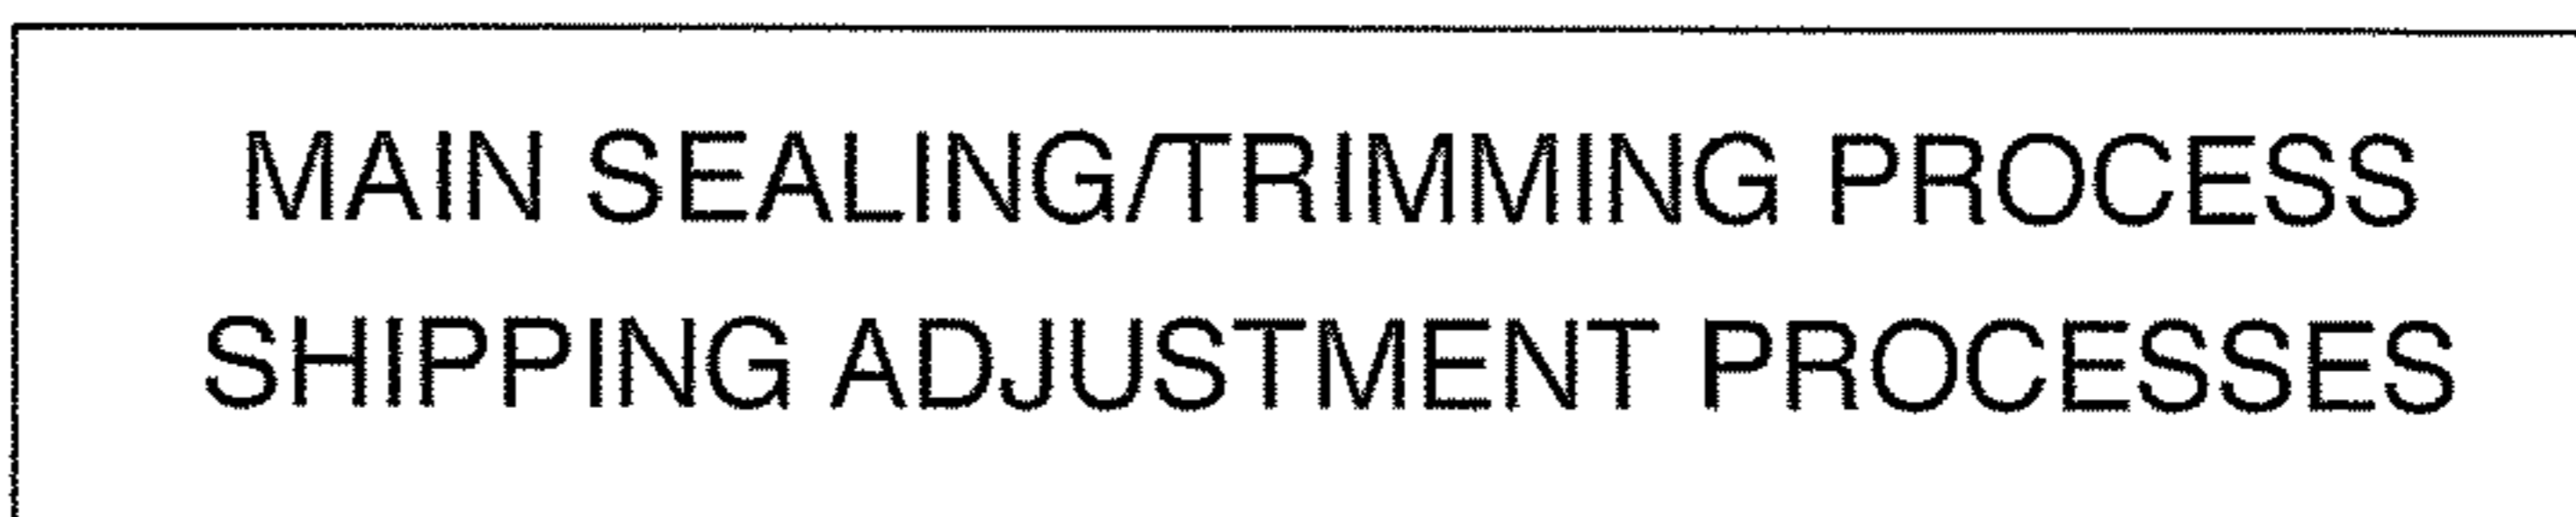 MAIN SEALING/TRIMMING PROCESS
SHIPPING ADJUSTMENT PROCESSES